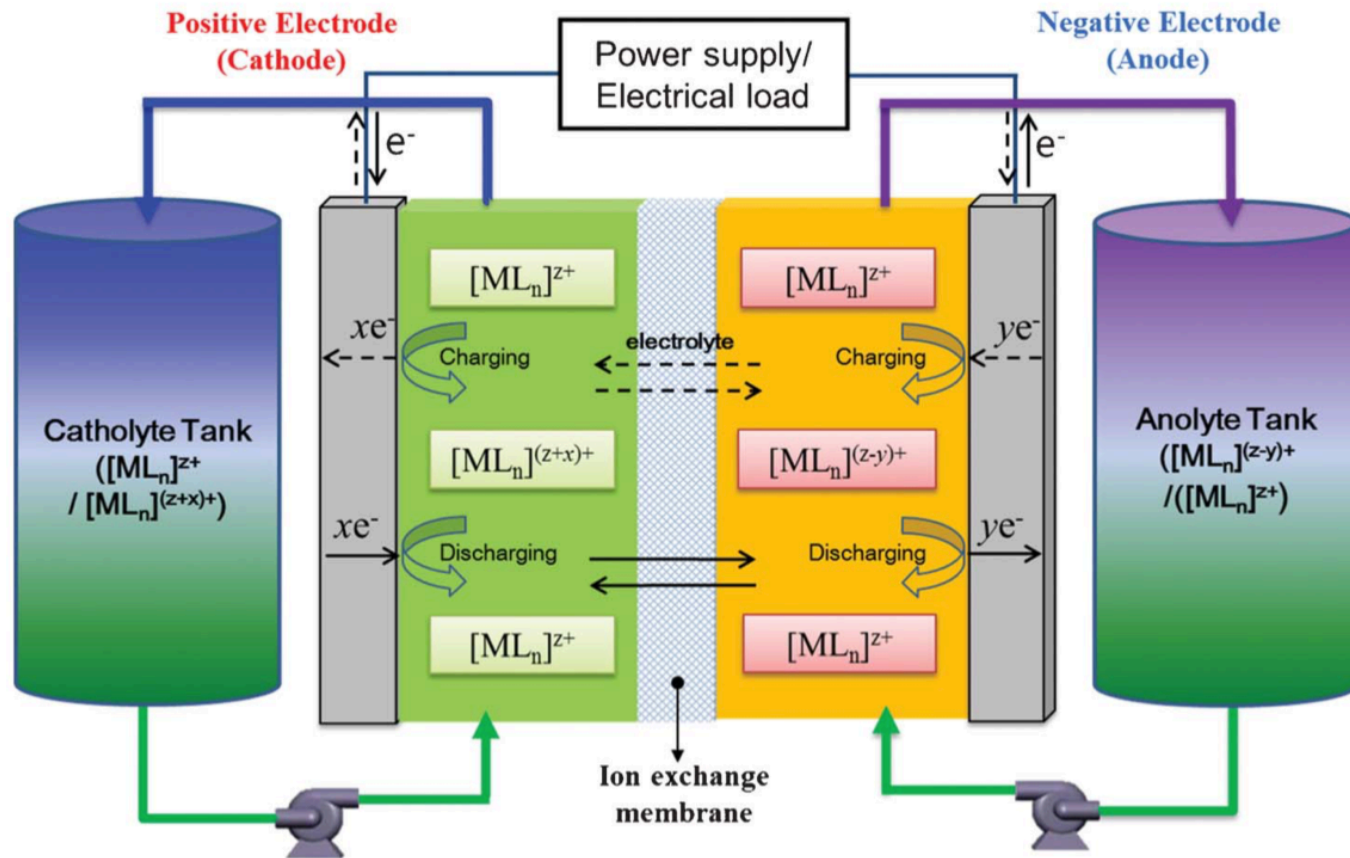 Positive Electrode
(Cathode)
Power supply/
Electrical load
Negative Electrode
(Anode)
e⁻
e⁻
[MLₙ]ᶻ⁺
[MLₙ]ᶻ⁺
xe⁻
Charging
electrolyte
Charging
ye⁻
Catholyte Tank
([MLₙ]ᶻ⁺
/ [MLₙ]⁽ᶻ⁺ˣ⁾⁺)
[MLₙ]⁽ᶻ⁺ˣ⁾⁺
[MLₙ]⁽ᶻ⁻ʸ⁾⁺
Anolyte Tank
([MLₙ]⁽ᶻ⁻ʸ⁾⁺
/([MLₙ]ᶻ⁺)
xe⁻
Discharging
Discharging
ye⁻
[MLₙ]ᶻ⁺
[MLₙ]ᶻ⁺
Ion exchange
membrane